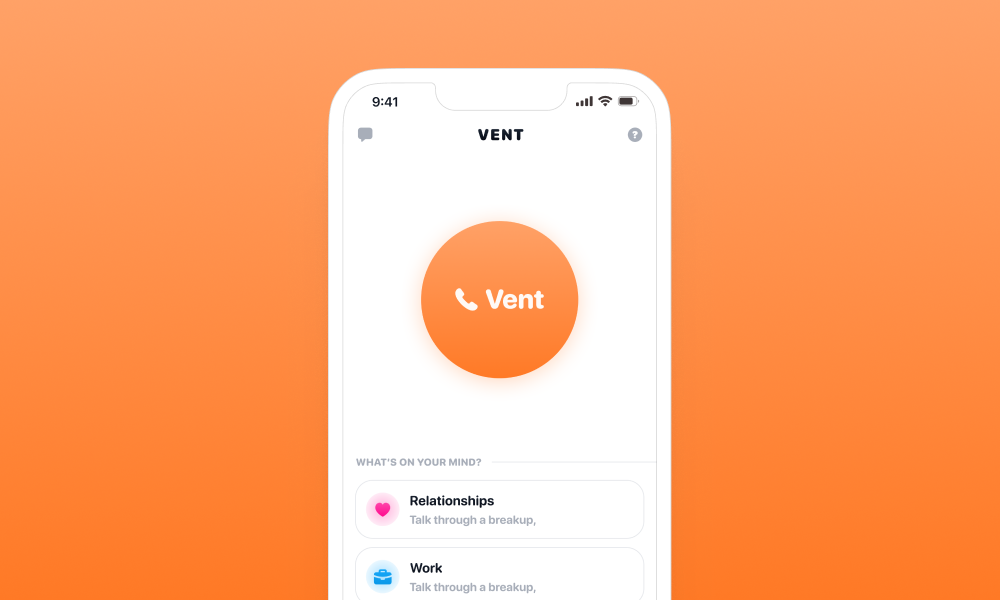 9:41
VENT
?
Vent
WHAT'S ON YOUR MIND?
Relationships
Talk through a breakup,
Work
Talk through a breakup,